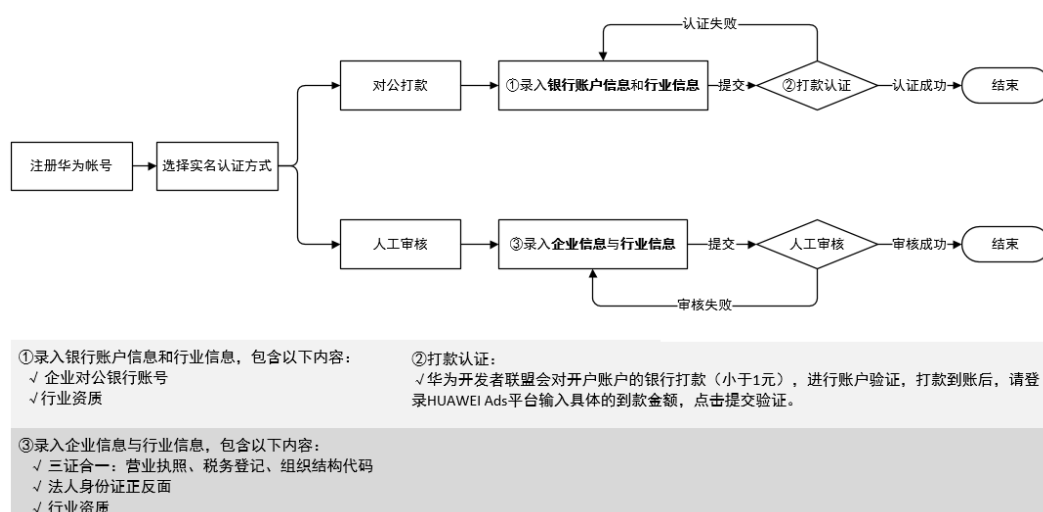 认证失败
对公打款
①录入银行账户信息和行业信息
提交
②打款认证
认证成功
结束
注册华为帐号
选择实名认证方式
人工审核
③录入企业信息与行业信息
提交
人工审核
审核成功
结束
审核失败
①录入银行账户信息和行业信息，包含以下内容：
√ 企业对公银行账号
√行业资质
②打款认证：
√华为开发者联盟会对开户账户的银行打款（小于1元），进行账户验证，打款到账后，请登
录HUAWEI Ads平台输入具体的到款金额，点击提交验证。
③录入企业信息与行业信息，包含以下内容：
√ 三证合一：营业执照、税务登记、组织结构代码
√ 法人身份证正反面
√ 行业资质